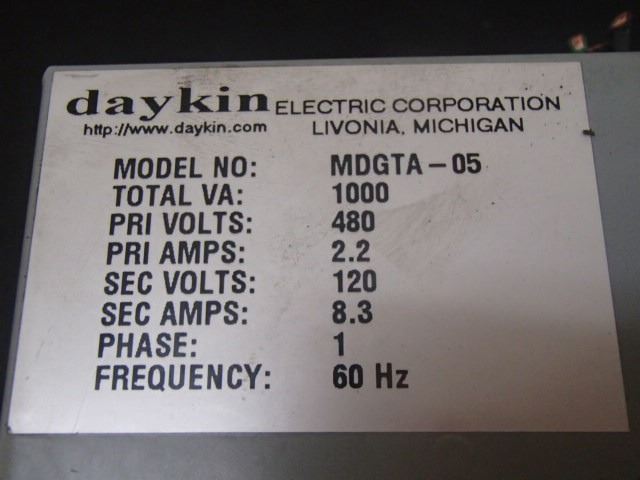 daykin ELECTRIC CORPORATION
http://www.daykin.com LIVONIA, MICHIGAN
MODEL NO: MDGTA-05
TOTAL VA: 1000
PRI VOLTS: 480
PRI AMPS: 2.2
SEC VOLTS: 120
SEC AMPS: 8.3
PHASE: 1
FREQUENCY: 60 Hz